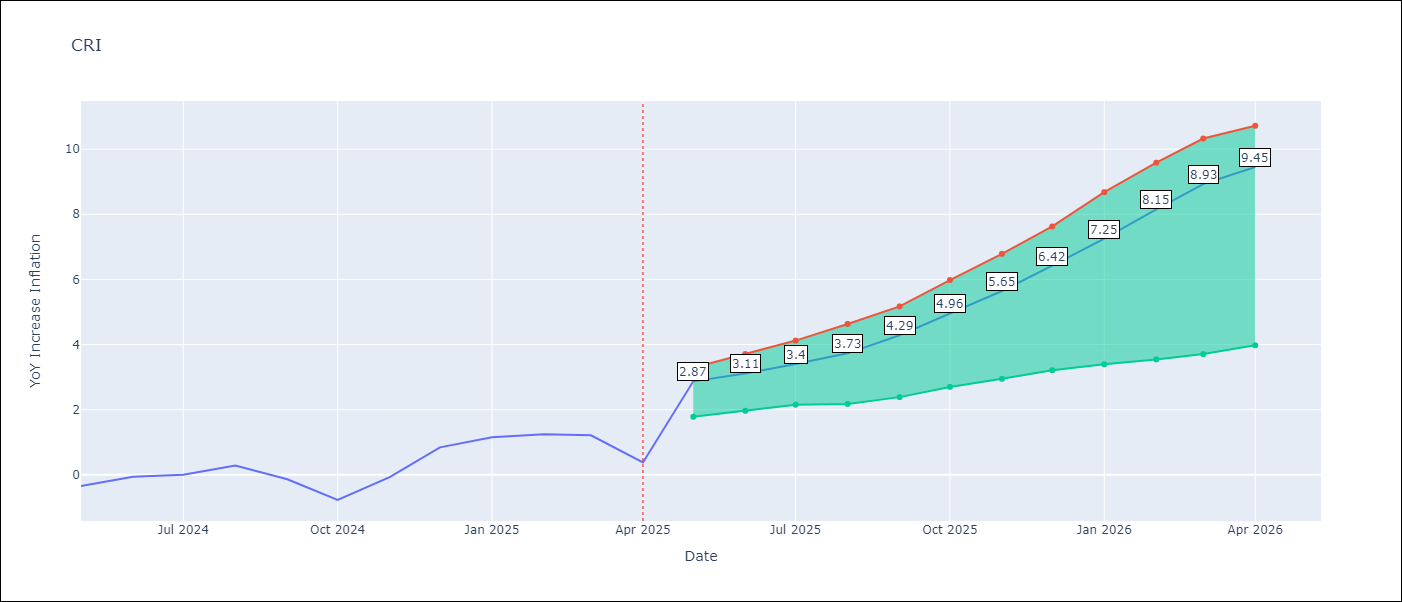 CRI
YoY Increase Inflation
10
8
6
4
2
0
2.87
3.11
3.4
3.73
4.29
4.96
5.65
6.42
7.25
8.15
8.93
9.45
Jul 2024
Oct 2024
Jan 2025
Apr 2025
Jul 2025
Oct 2025
Jan 2026
Apr 2026
Date